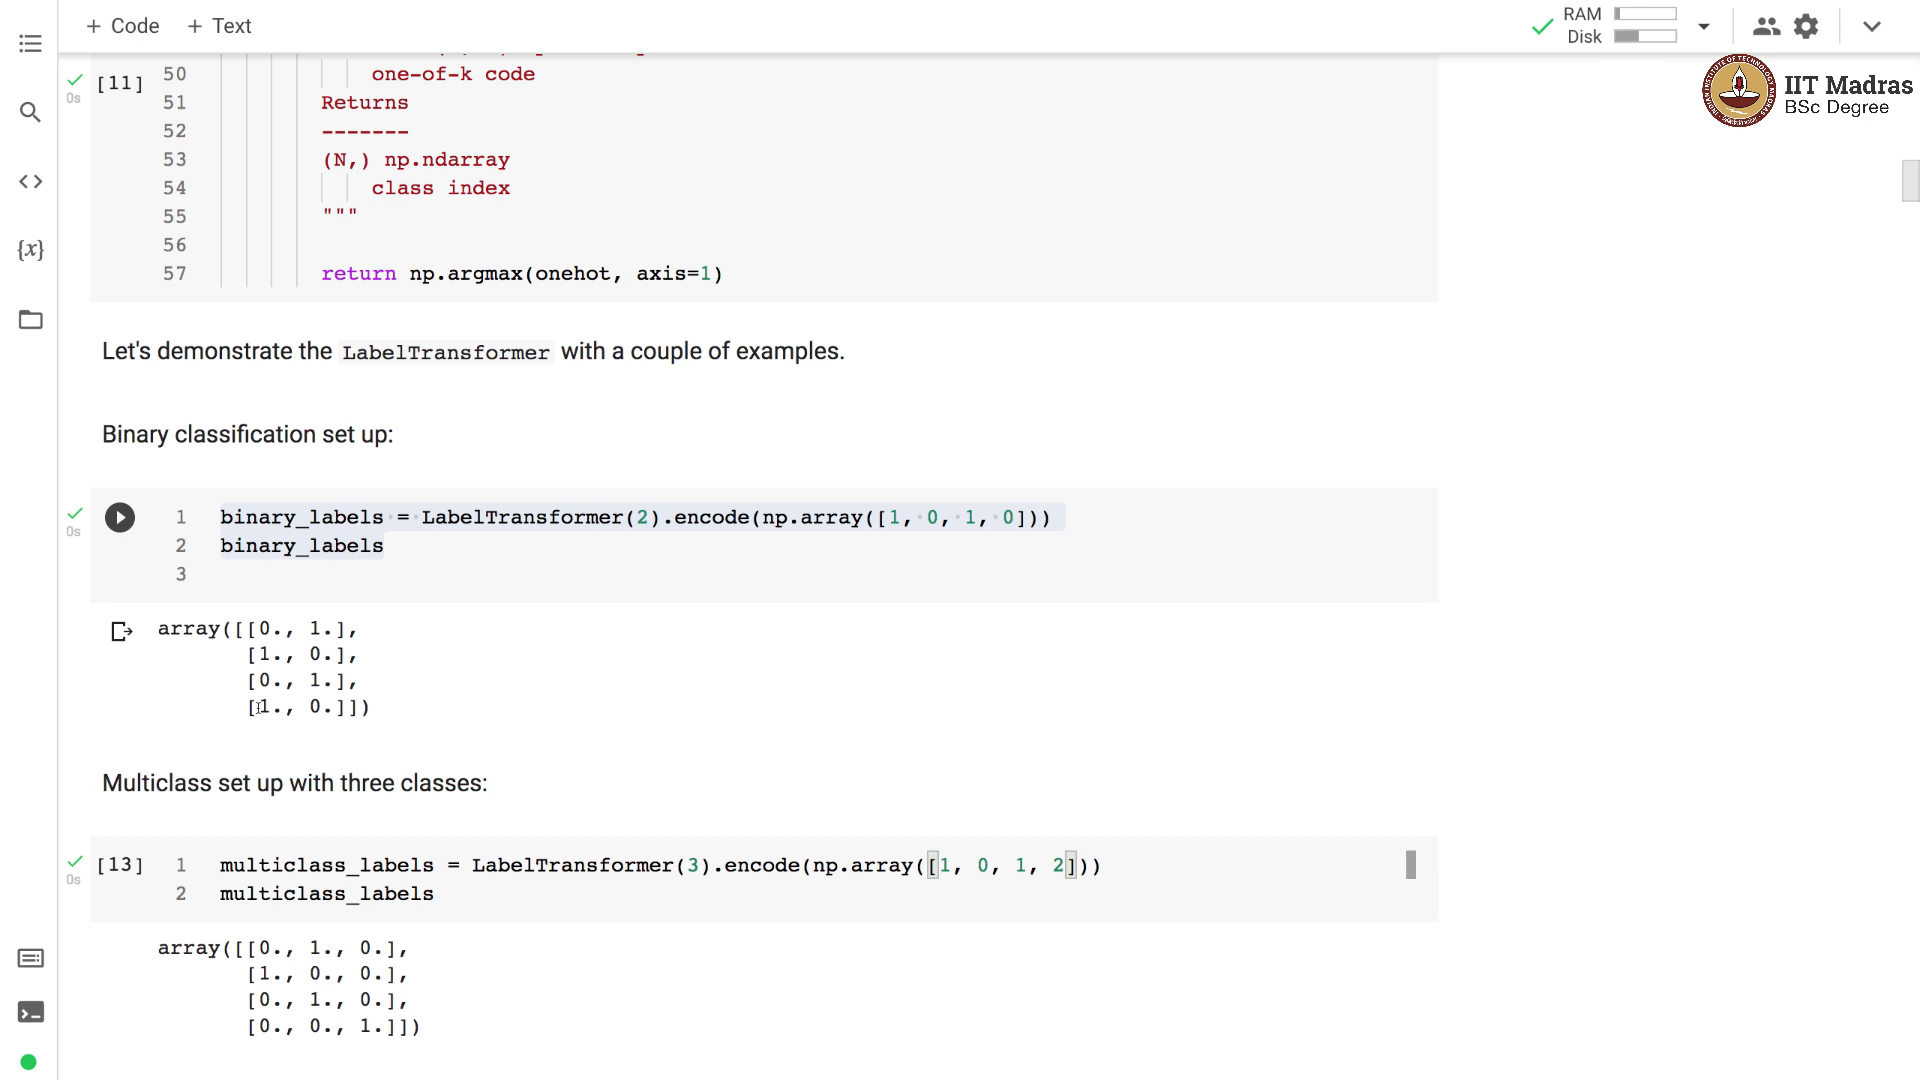 + Code + Text
RAM
Disk
IIT Madras
BSc Degree
[11]
0s
50 one-of-k code
51 Returns
52 -------
53 (N,) np.ndarray
54 class index
55 """
56
57 return np.argmax(onehot, axis=1)
Let's demonstrate the LabelTransformer with a couple of examples.
Binary classification set up:
0s
1 binary_labels = LabelTransformer(2).encode(np.array([1, 0, 1, 0]))
2 binary_labels
3
array([[0., 1.],
[1., 0.],
[0., 1.],
[1., 0.]])
Multiclass set up with three classes:
[13]
0s
1 multiclass_labels = LabelTransformer(3).encode(np.array([1, 0, 1, 2]))
2 multiclass_labels
array([[0., 1., 0.],
[1., 0., 0.],
[0., 1., 0.],
[0., 0., 1.]])